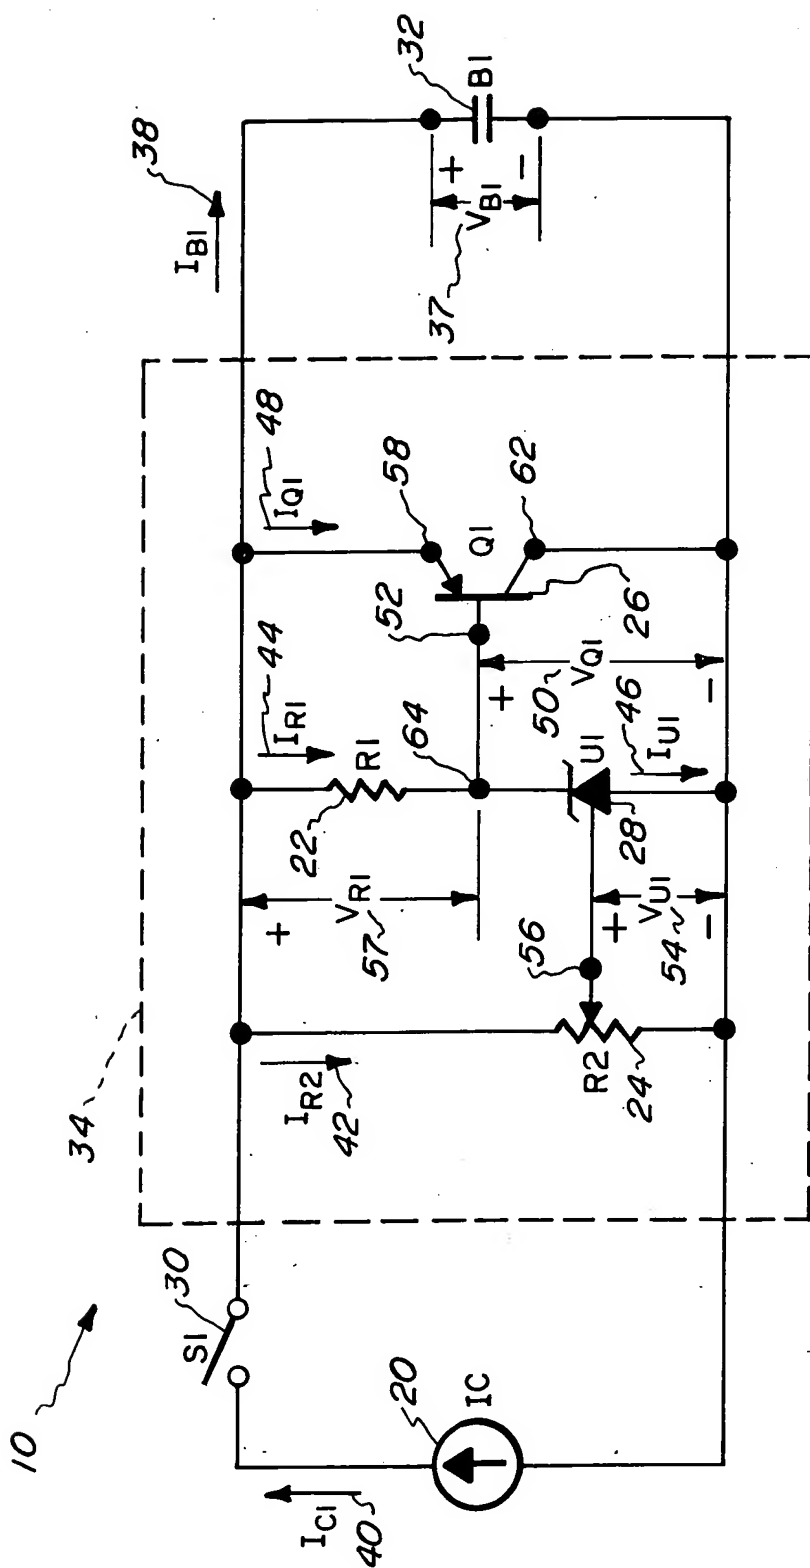 10
34
38
I_B1
I_C1
40
20
IC
S1
30
I_R2
42
R2
24
56
V_R1
57
+
22
R1
I_R1
44
64
V_U1
54
+
-
28
U1
I_U1
46
52
50
V_Q1
+
-
26
Q1
58
62
I_Q1
48
37
V_B1
+
-
B1
32